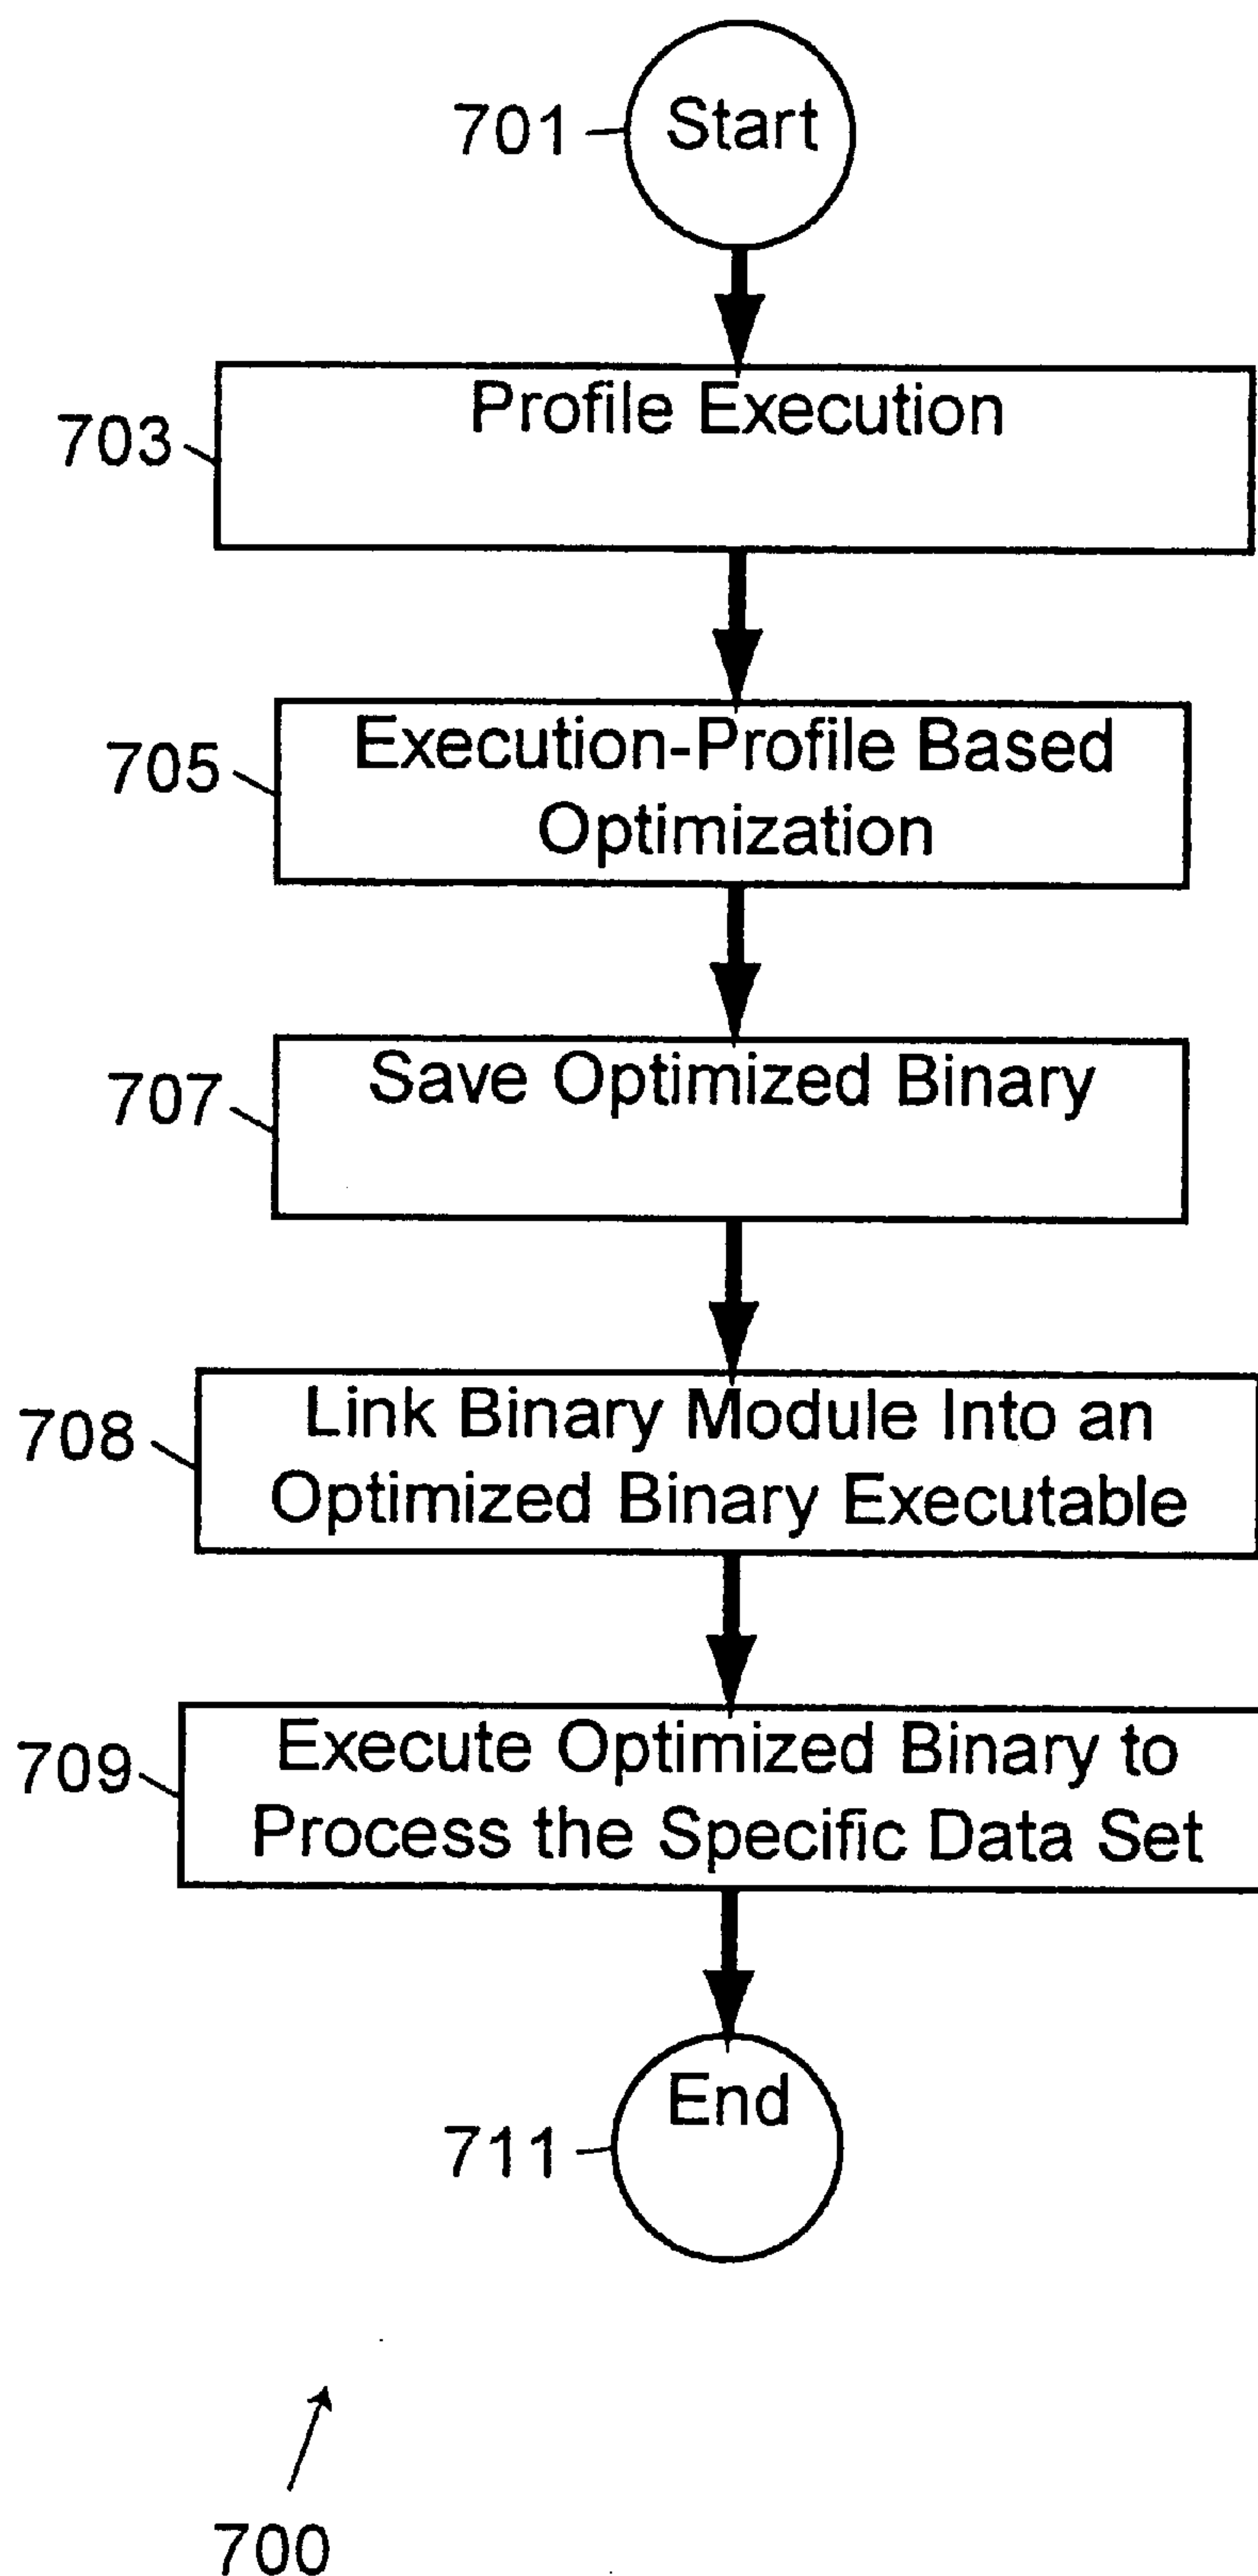 701
Start
703
Profile Execution
705
Execution-Profile Based
Optimization
707
Save Optimized Binary
708
Link Binary Module Into an
Optimized Binary Executable
709
Execute Optimized Binary to
Process the Specific Data Set
711
End
700